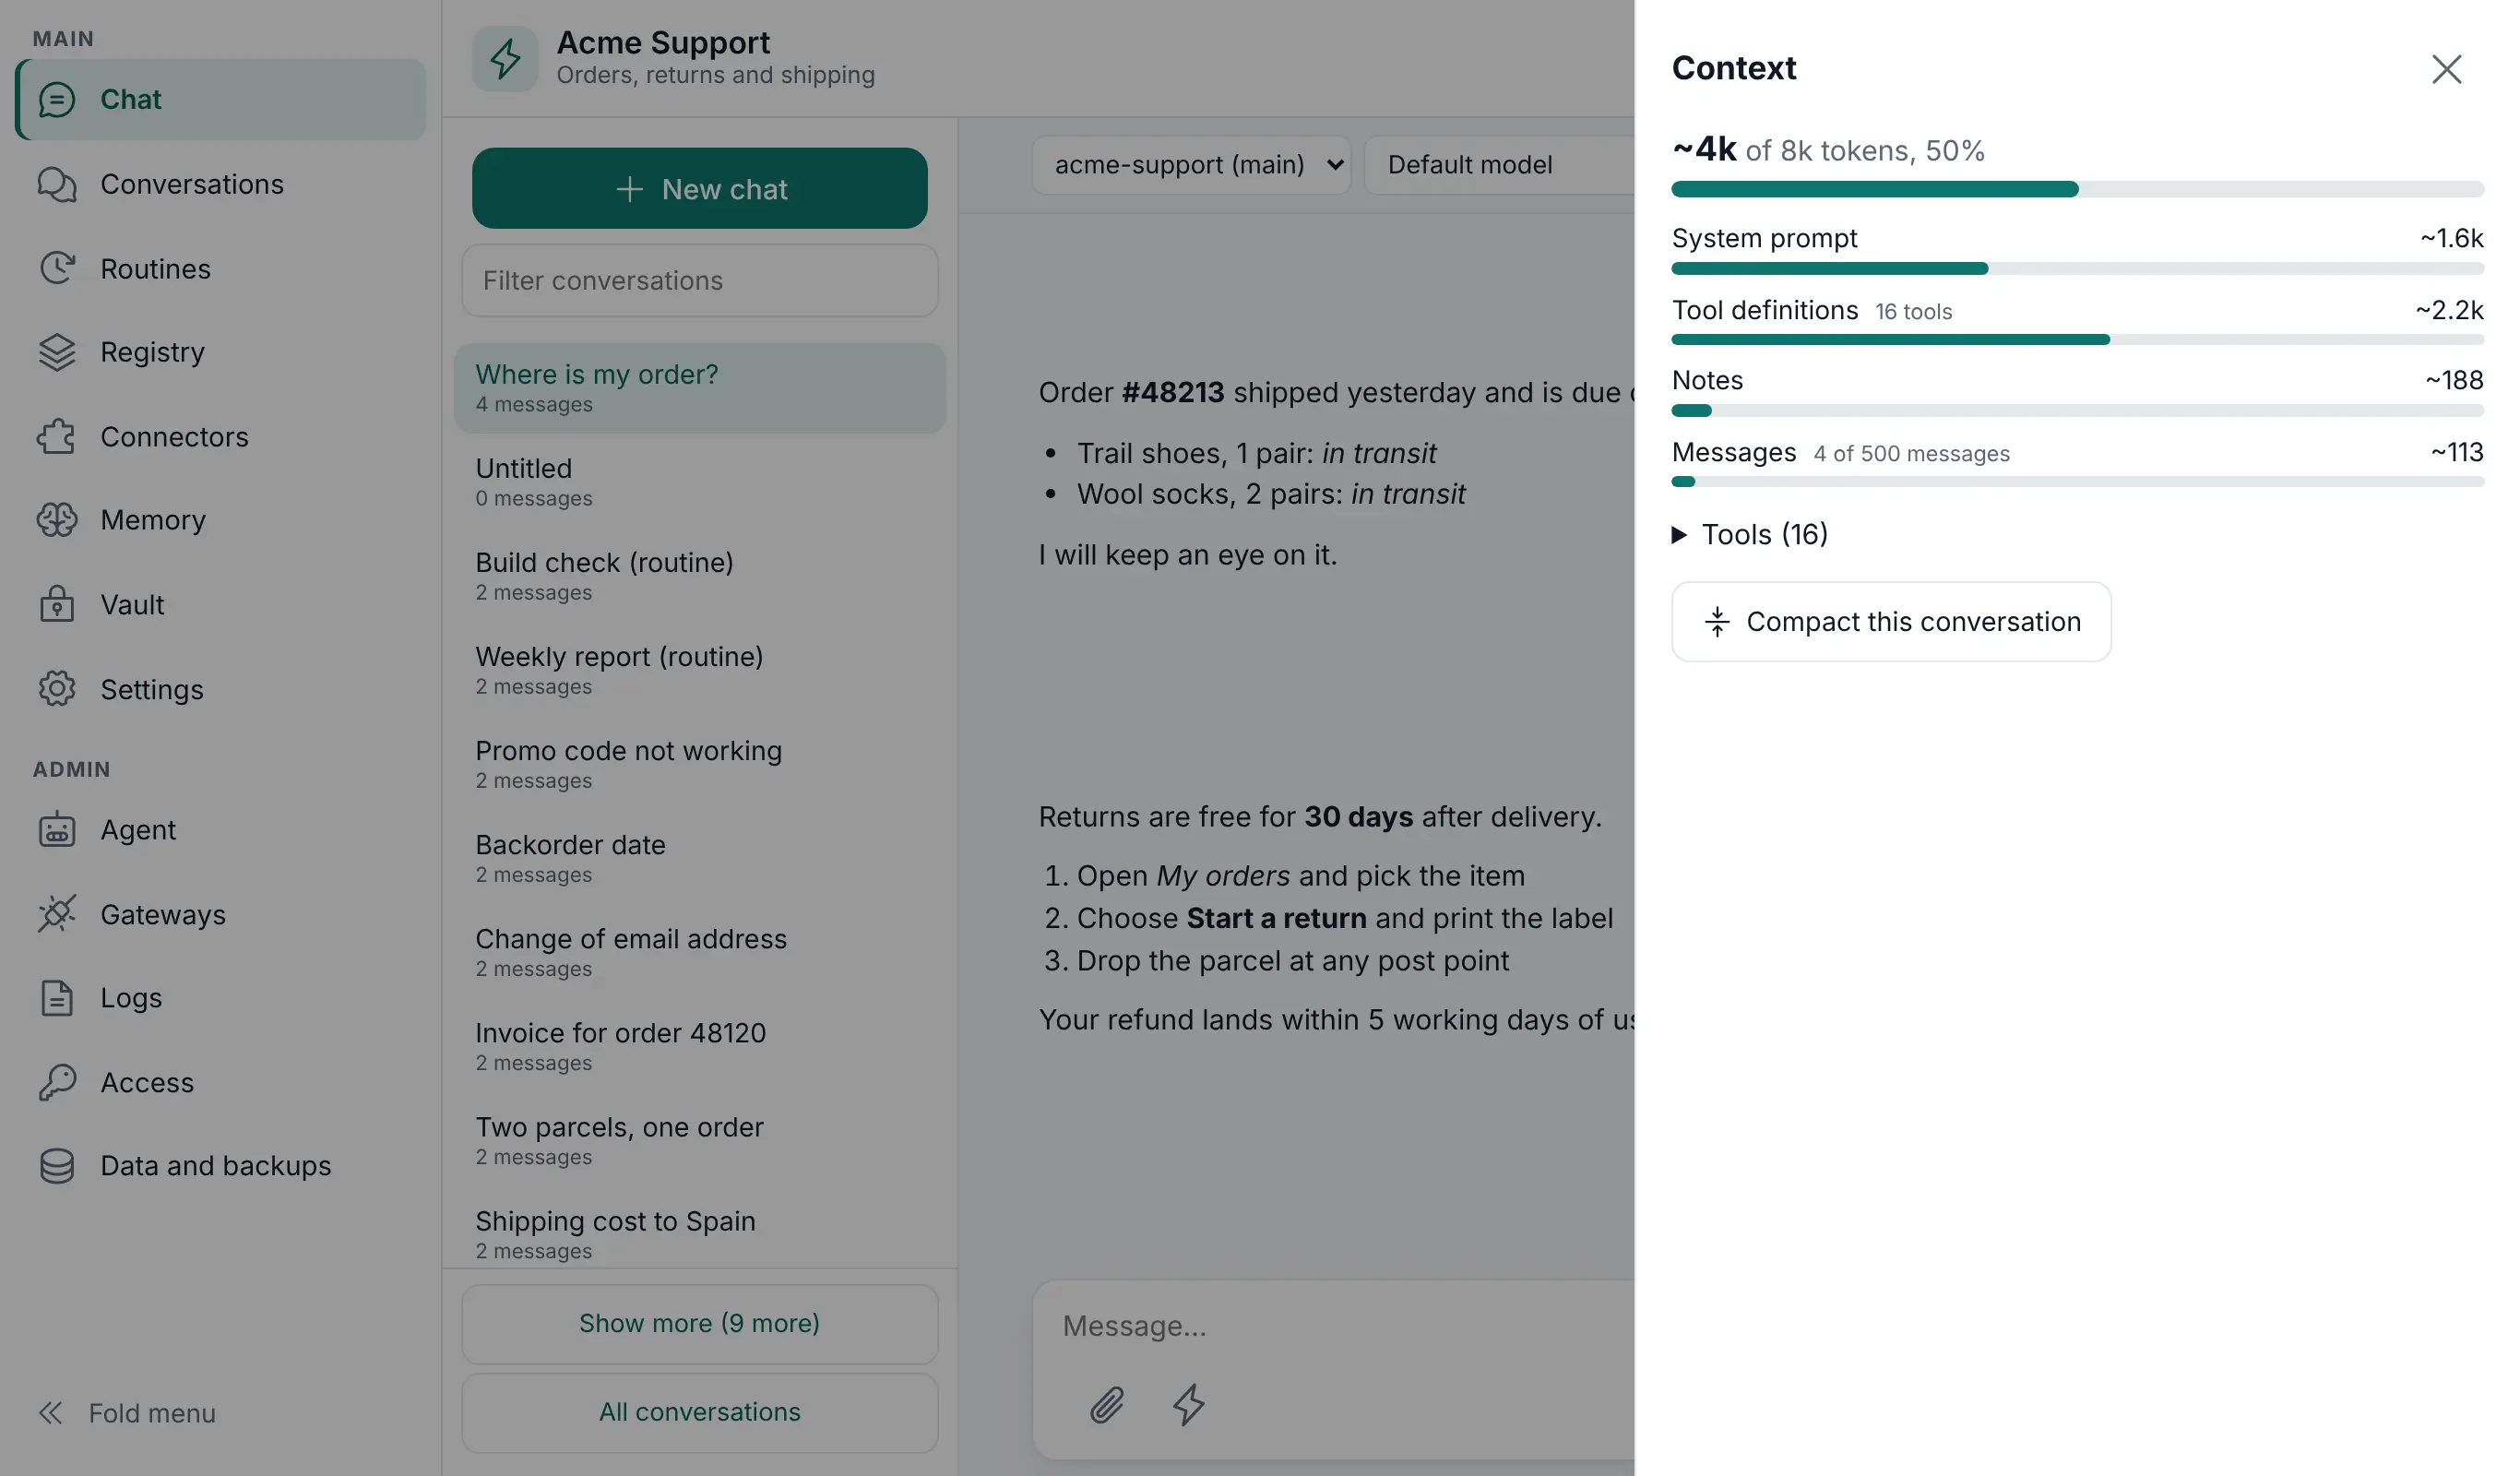 MAIN
Chat
Conversations
Routines
Registry
Connectors
Memory
Vault
Settings
ADMIN
Agent
Gateways
Logs
Access
Data and backups
Fold menu
Acme Support
Orders, returns and shipping
New chat
Filter conversations
Where is my order?
4 messages
Untitled
0 messages
Build check (routine)
2 messages
Weekly report (routine)
2 messages
Promo code not working
2 messages
Backorder date
2 messages
Change of email address
2 messages
Invoice for order 48120
2 messages
Two parcels, one order
2 messages
Shipping cost to Spain
2 messages
Show more (9 more)
All conversations
acme-support (main)
Default model
Order #48213 shipped yesterday and is due
• Trail shoes, 1 pair: in transit
• Wool socks, 2 pairs: in transit
I will keep an eye on it.
Returns are free for 30 days after delivery.
1. Open My orders and pick the item
2. Choose Start a return and print the label
3. Drop the parcel at any post point
Your refund lands within 5 working days of
Message...
Context
~4k of 8k tokens, 50%
System prompt ~1.6k
Tool definitions 16 tools ~2.2k
Notes ~188
Messages 4 of 500 messages ~113
Tools (16)
Compact this conversation